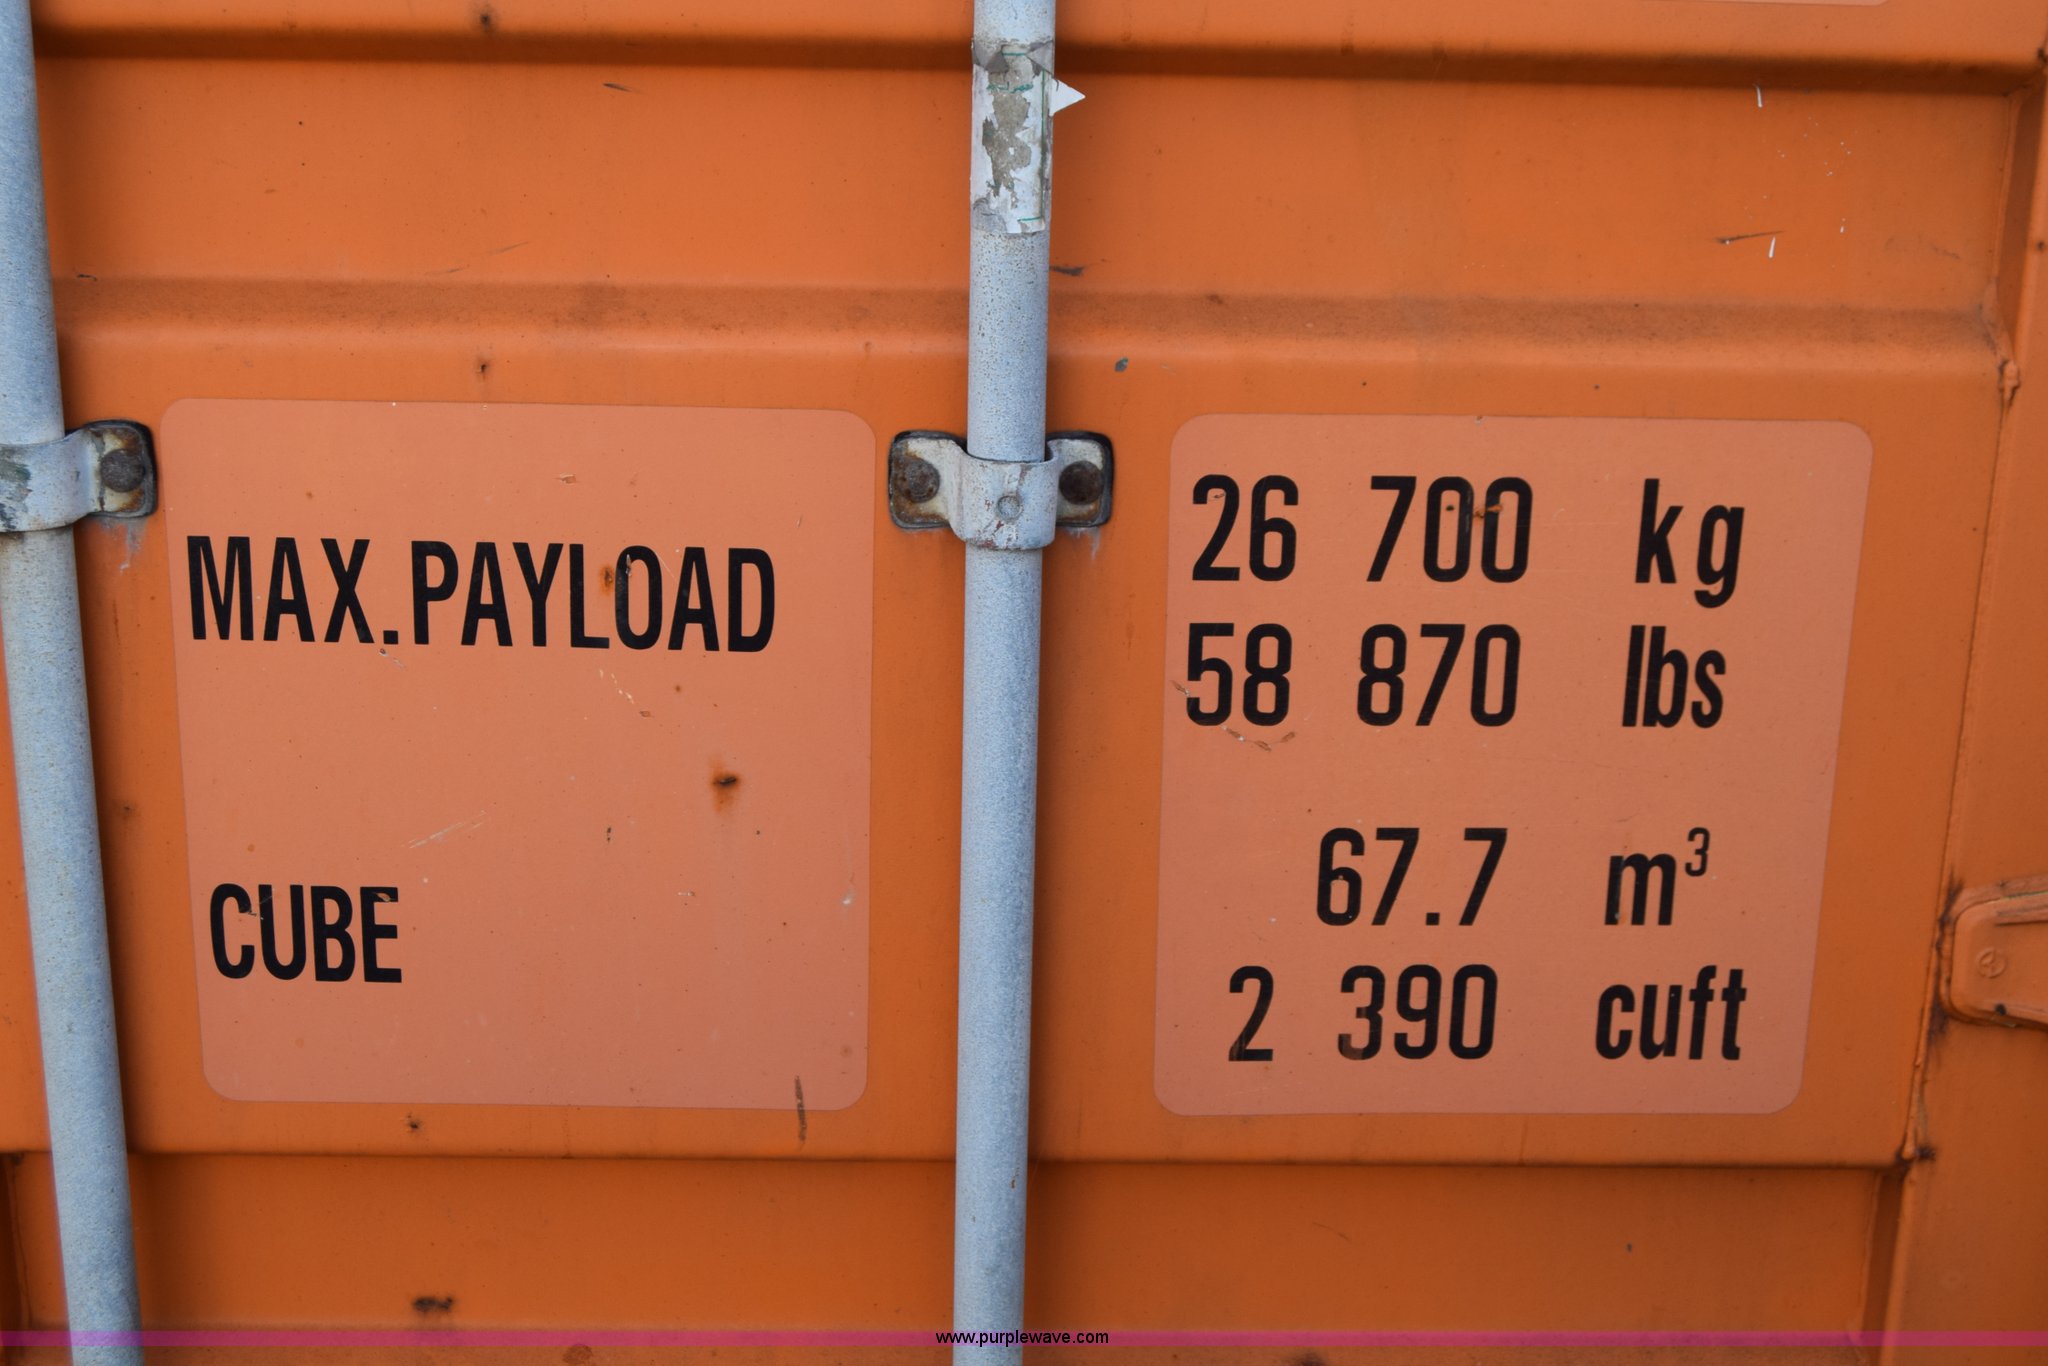 MAX.PAYLOAD 26 700 kg
58 870 lbs
CUBE 67.7 m³
2 390 cuft
www.purplewave.com